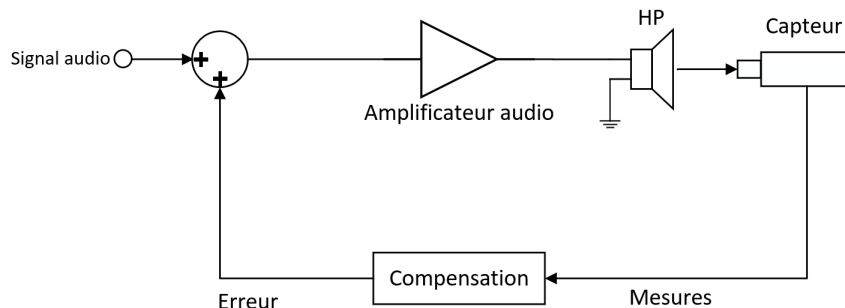 HP
Capteur
Signal audio
+
+
Amplificateur audio
Compensation
Mesures
Erreur